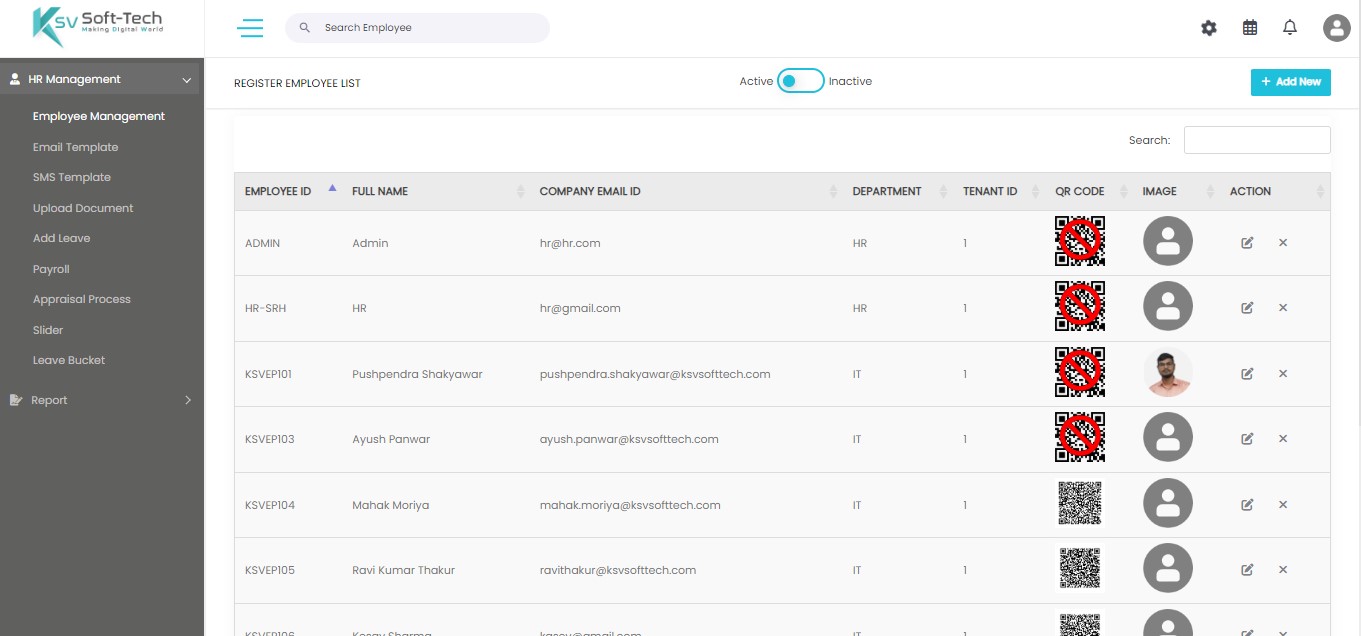 Ksv Soft-Tech
Making Digital World
Search Employee
HR Management
Employee Management
Email Template
SMS Template
Upload Document
Add Leave
Payroll
Appraisal Process
Slider
Leave Bucket
Report
REGISTER EMPLOYEE LIST
Active Inactive
+ Add New
Search:
EMPLOYEE ID FULL NAME COMPANY EMAIL ID DEPARTMENT TENANT ID QR CODE IMAGE ACTION
ADMIN Admin hr@hr.com HR 1
HR-SRH HR hr@gmail.com HR 1
KSVEP101 Pushpendra Shakyawar pushpendra.shakyawar@ksvsofttech.com IT 1
KSVEP103 Ayush Panwar ayush.panwar@ksvsofttech.com IT 1
KSVEP104 Mahak Moriya mahak.moriya@ksvsofttech.com IT 1
KSVEP105 Ravi Kumar Thakur ravithakur@ksvsofttech.com IT 1
KSVEP106 Kesav Sharma IT 1